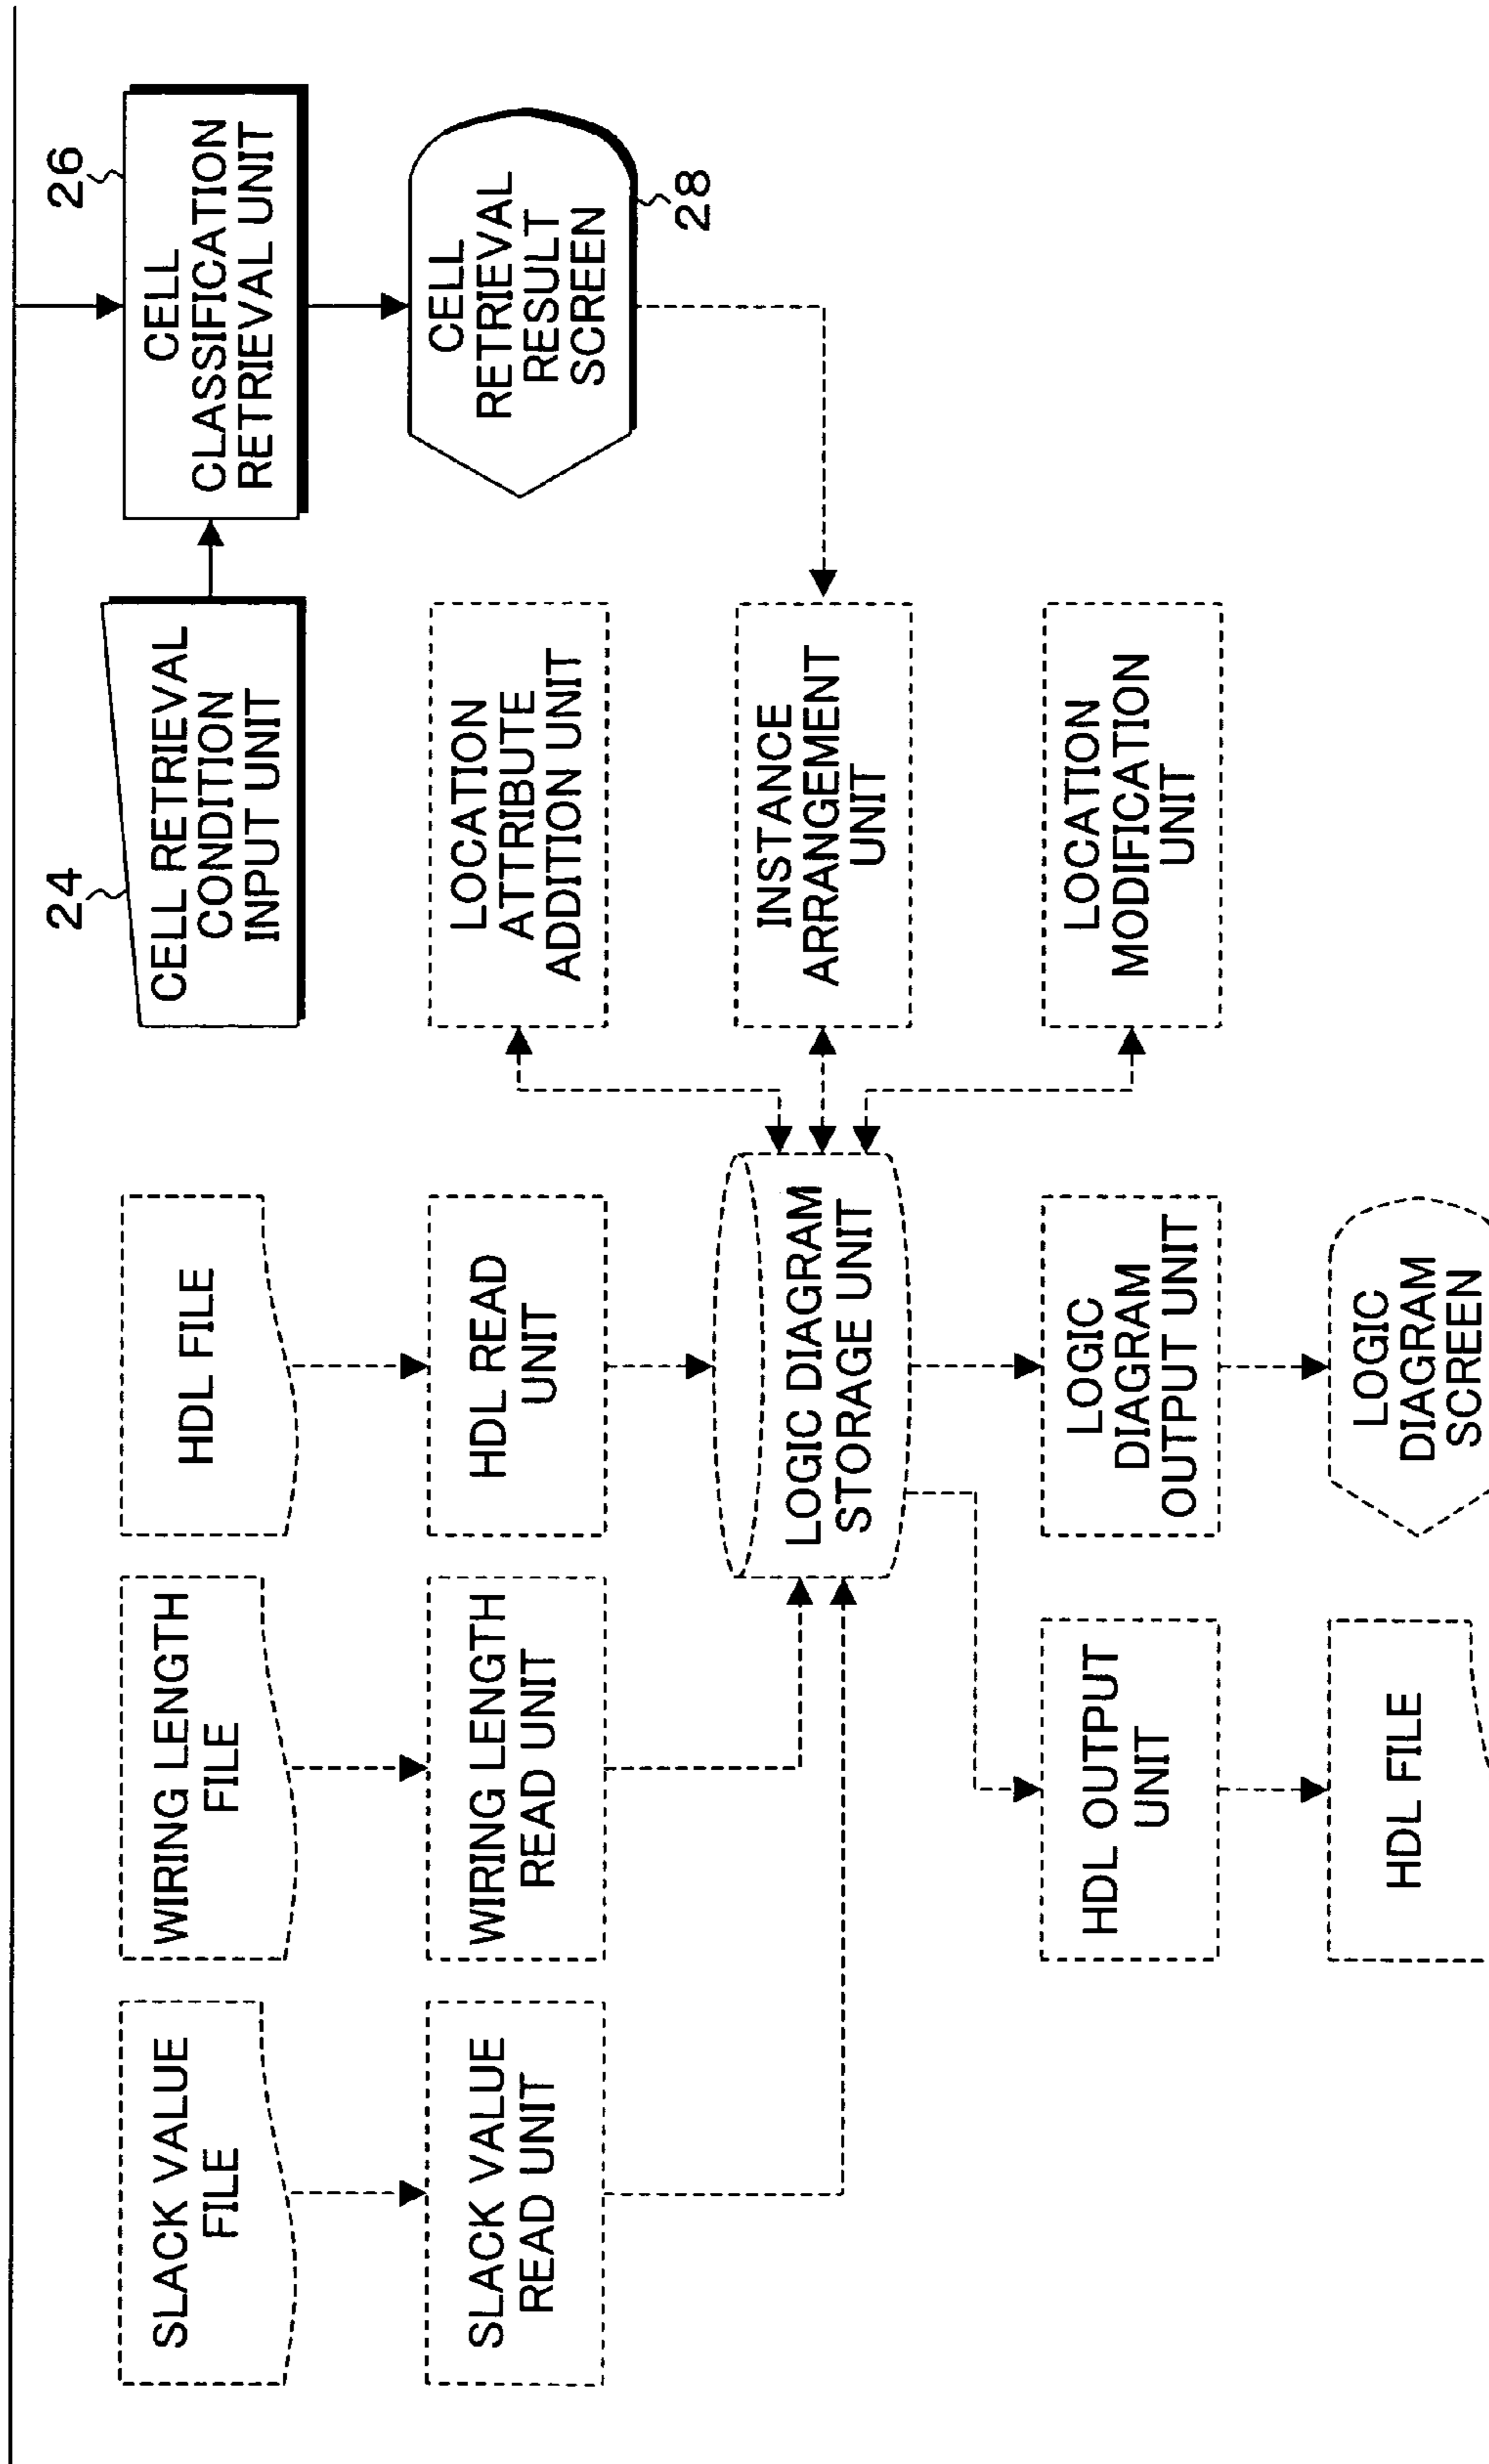 SLACK VALUE
FILE
WIRING LENGTH
FILE
HDL FILE
24
CELL RETRIEVAL
CONDITION
INPUT UNIT
26
CELL
CLASSIFICATION
RETRIEVAL UNIT
SLACK VALUE
READ UNIT
WIRING LENGTH
READ UNIT
HDL READ
UNIT
LOCATION
ATTRIBUTE
ADDITION UNIT
CELL
RETRIEVAL
RESULT
SCREEN
28
LOGIC DIAGRAM
STORAGE UNIT
INSTANCE
ARRANGEMENT
UNIT
HDL OUTPUT
UNIT
LOGIC
DIAGRAM
OUTPUT UNIT
LOCATION
MODIFICATION
UNIT
HDL FILE
LOGIC
DIAGRAM
SCREEN